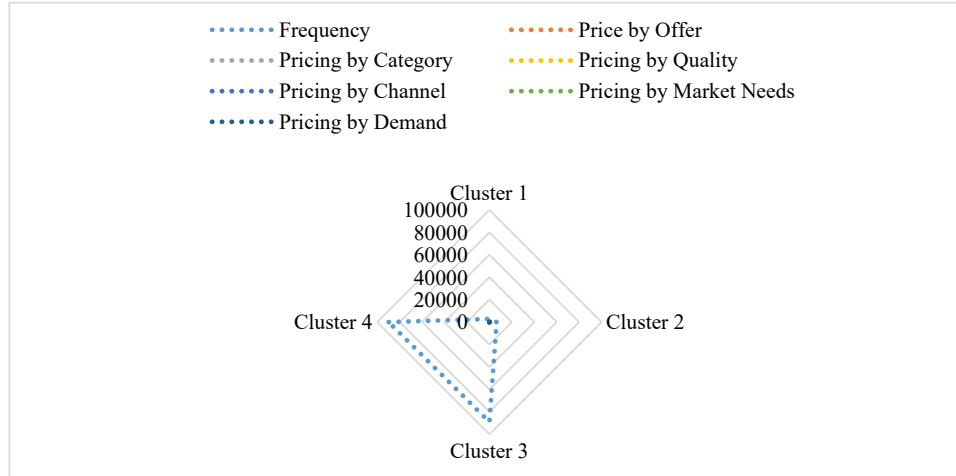 Frequency
Price by Offer
Pricing by Category
Pricing by Quality
Pricing by Channel
Pricing by Market Needs
Pricing by Demand
Cluster 1
100000
80000
60000
40000
20000
Cluster 4
0
Cluster 2
Cluster 3